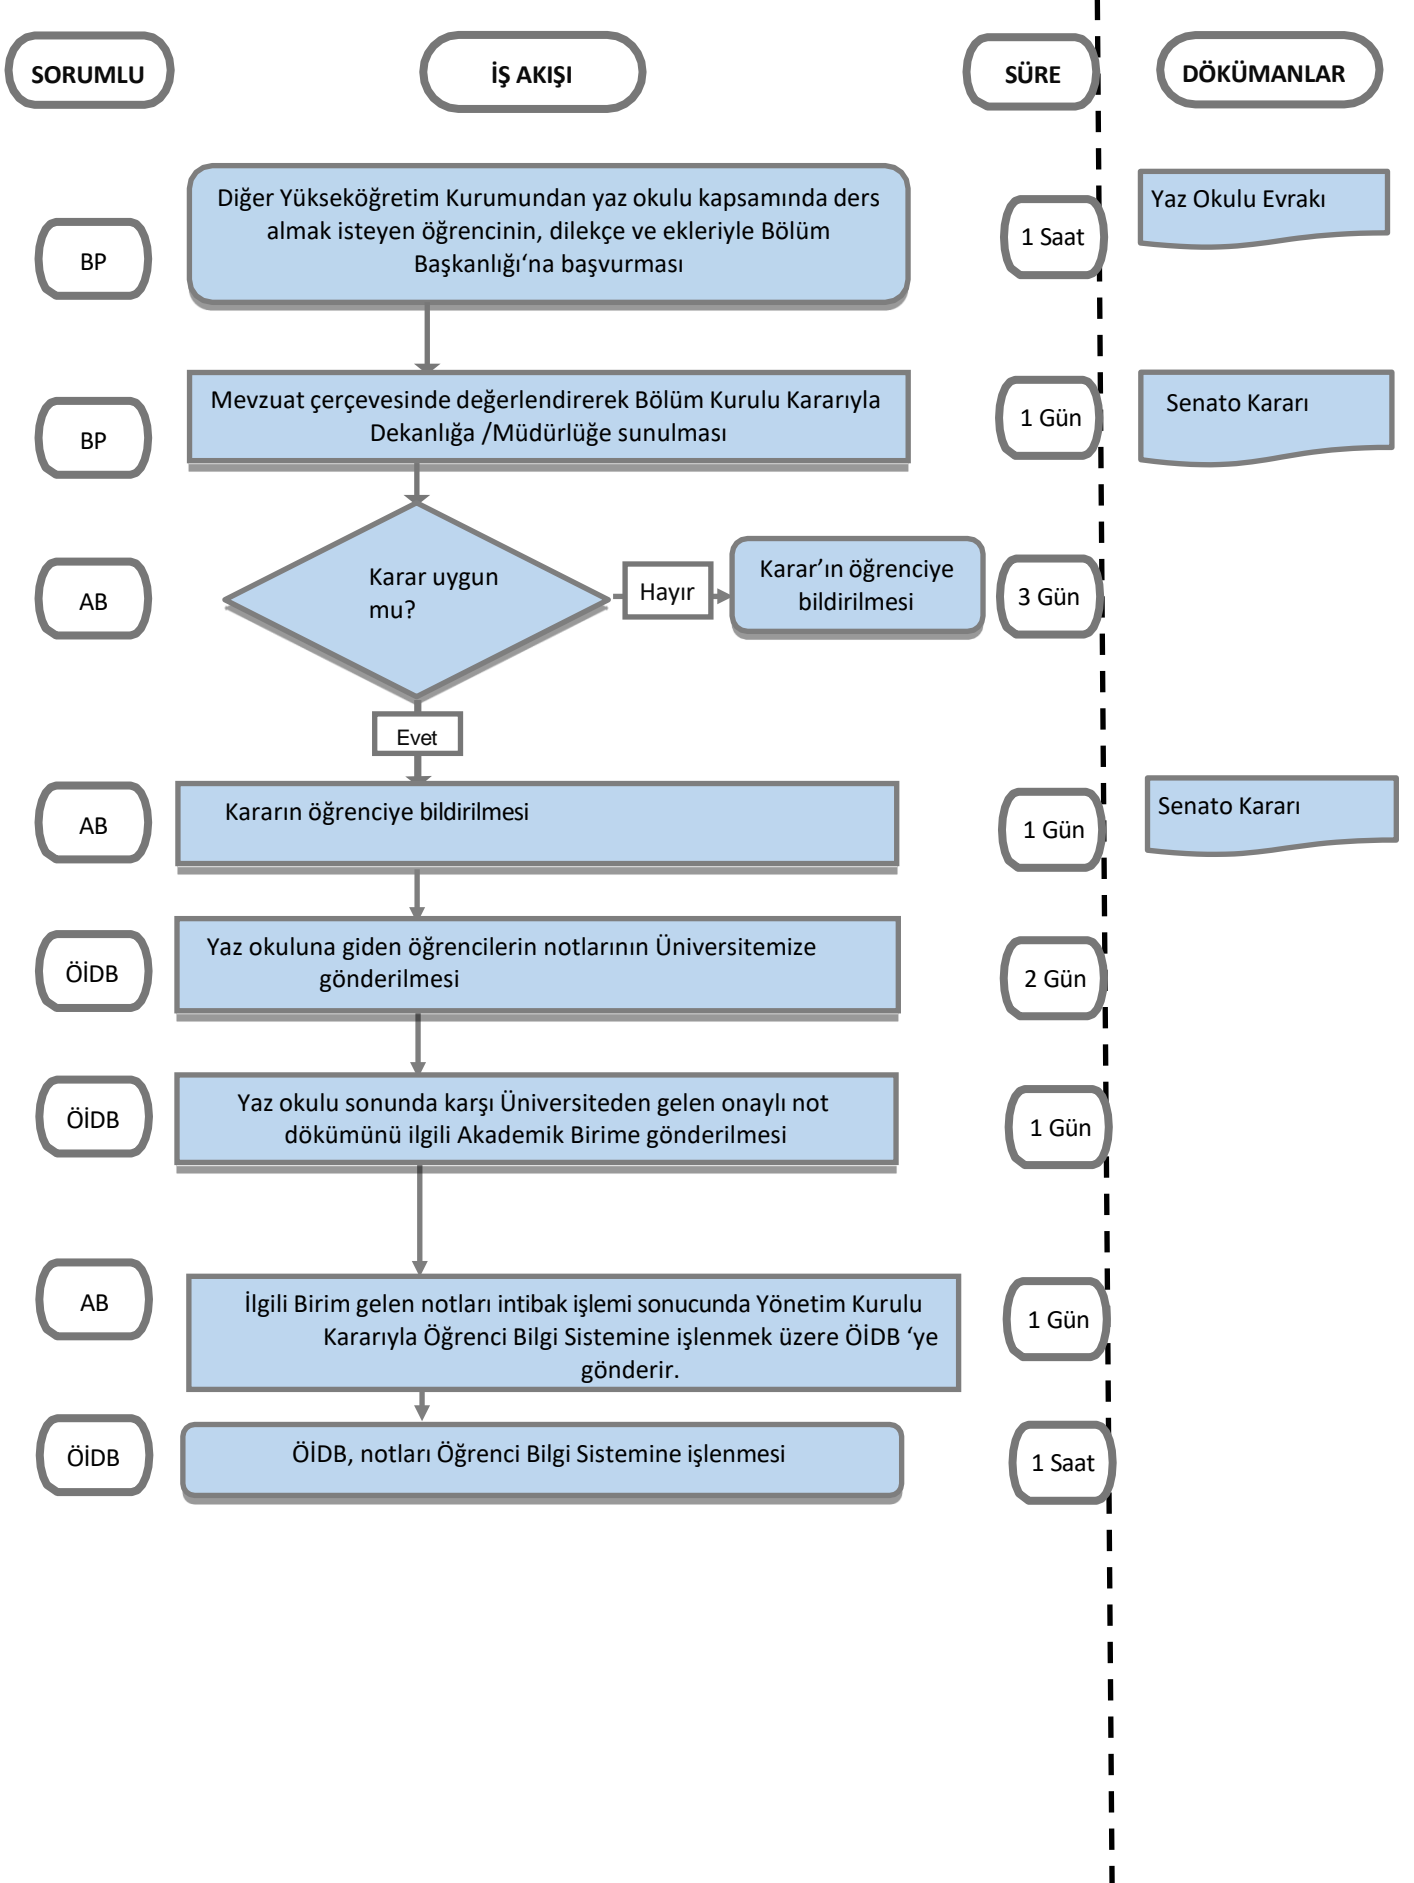 SORUMLU
İŞ AKIŞI
SÜRE
DÖKÜMANLAR
BP
Diğer Yükseköğretim Kurumundan yaz okulu kapsamında ders
almak isteyen öğrencinin, dilekçe ve ekleriyle Bölüm
Başkanlığı‘na başvurması
1 Saat
Yaz Okulu Evrakı
BP
Mevzuat çerçevesinde değerlendirerek Bölüm Kurulu Kararıyla
Dekanlığa /Müdürlüğe sunulması
1 Gün
Senato Kararı
AB
Karar uygun
mu?
Hayır
Karar’ın öğrenciye
bildirilmesi
3 Gün
Evet
AB
Kararın öğrenciye bildirilmesi
1 Gün
Senato Kararı
ÖİDB
Yaz okuluna giden öğrencilerin notlarının Üniversitemize
gönderilmesi
2 Gün
ÖİDB
Yaz okulu sonunda karşı Üniversiteden gelen onaylı not
dökümünü ilgili Akademik Birime gönderilmesi
1 Gün
AB
İlgili Birim gelen notları intibak işlemi sonucunda Yönetim Kurulu
Kararıyla Öğrenci Bilgi Sistemine işlenmek üzere ÖİDB ‘ye
gönderir.
1 Gün
ÖİDB
ÖİDB, notları Öğrenci Bilgi Sistemine işlenmesi
1 Saat